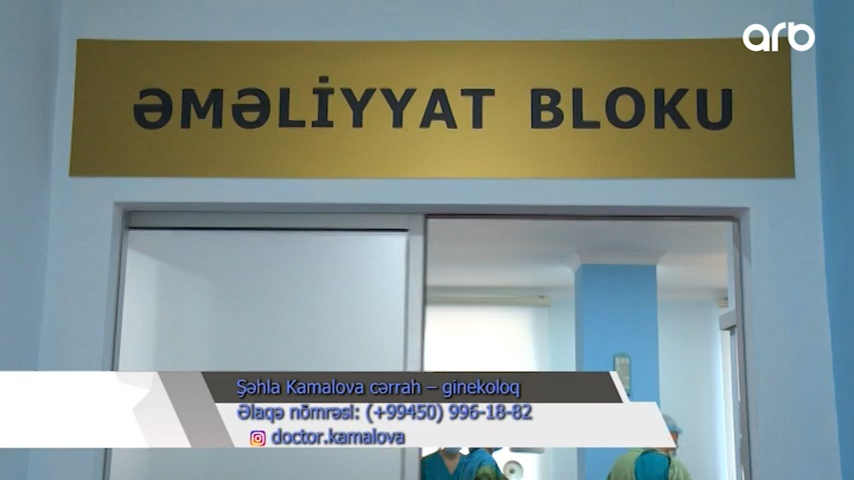 arb
ƏMƏLİYYAT BLOKU
Şəhla Kamalova cərrah – ginekoloq
Əlaqə nömrəsi: (+99450) 996-18-82
doctor.kamalova